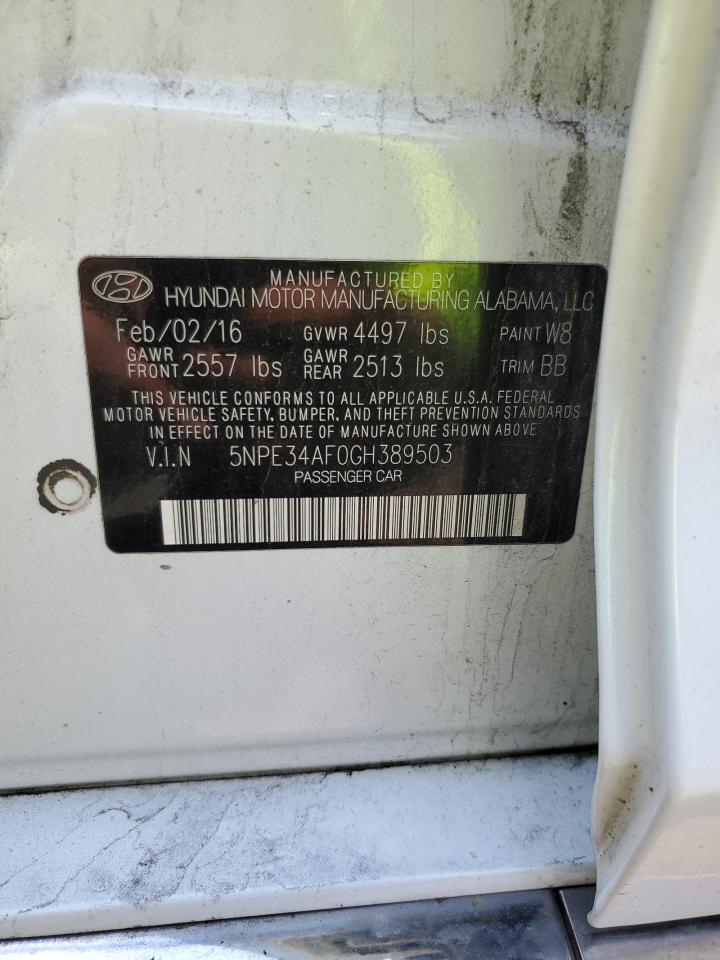 MANUFACTURED BY
HYUNDAI MOTOR MANUFACTURING ALABAMA, LLC
Feb/02/16 GVWR 4497 lbs PAINT W8
GAWR FRONT 2557 lbs GAWR REAR 2513 lbs TRIM BB
THIS VEHICLE CONFORMS TO ALL APPLICABLE U.S.A. FEDERAL
MOTOR VEHICLE SAFETY, BUMPER, AND THEFT PREVENTION STANDARDS
IN EFFECT ON THE DATE OF MANUFACTURE SHOWN ABOVE.
V.I.N 5NPE34AF0GH389503
PASSENGER CAR